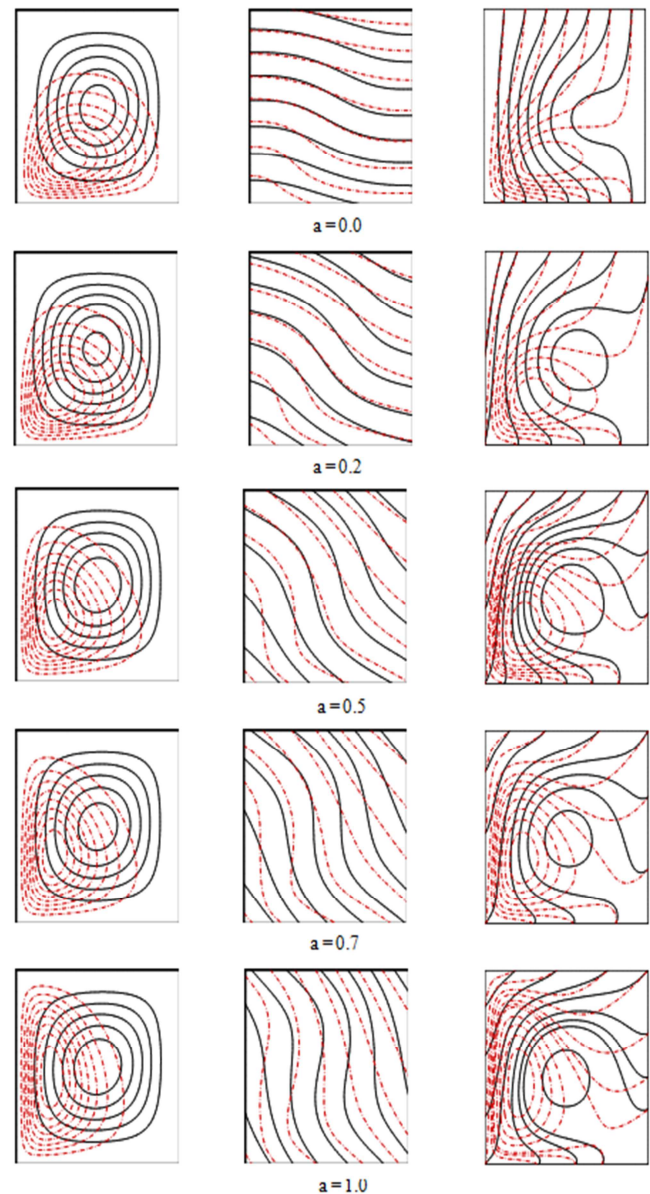 a = 0.0
a = 0.2
a = 0.5
a = 0.7
a = 1.0